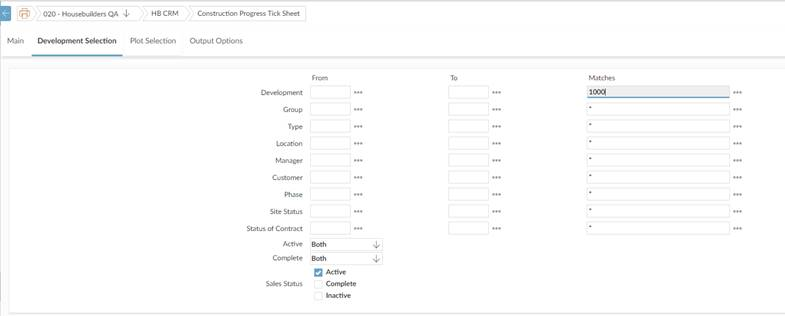 020 - Housebuilders QA HB CRM Construction Progress Tick Sheet
Main Development Selection Plot Selection Output Options
From To Matches
Development 1000
Group *
Type *
Location *
Manager *
Customer *
Phase *
Site Status *
Status of Contract *
Active Both
Complete Both
Active
Sales Status Complete
Inactive